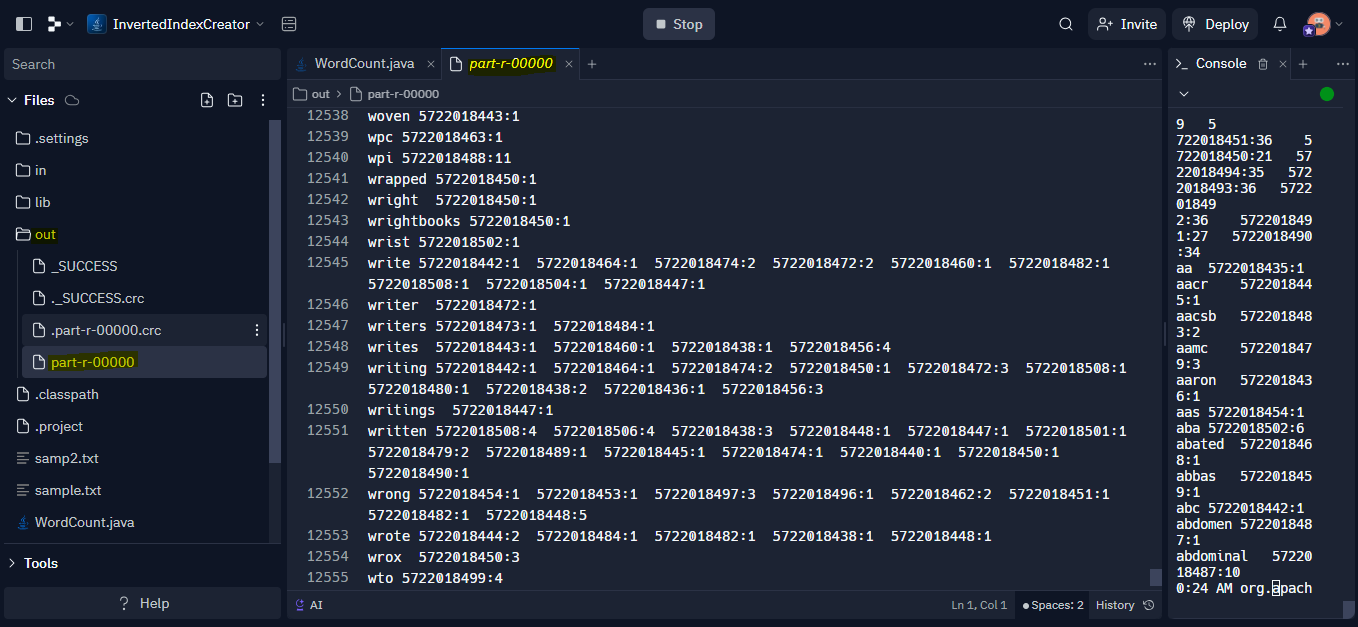 InvertedIndexCreator
Stop
Invite
Deploy
Search
Files
.settings
in
lib
out
_SUCCESS
._SUCCESS.crc
.part-r-00000.crc
part-r-00000
.classpath
.project
samp2.txt
sample.txt
WordCount.java
Tools
? Help
WordCount.java × part-r-00000 × +
out > part-r-00000
12538 woven 5722018443:1
12539 wpc 5722018463:1
12540 wpi 5722018488:11
12541 wrapped 5722018450:1
12542 wright 5722018450:1
12543 wrightbooks 5722018450:1
12544 wrist 5722018502:1
12545 write 5722018442:1 5722018464:1 5722018474:2 5722018472:2 5722018460:1 5722018482:1
5722018508:1 5722018504:1 5722018447:1
12546 writer 5722018472:1
12547 writers 5722018473:1 5722018484:1
12548 writes 5722018443:1 5722018460:1 5722018438:1 5722018456:4
12549 writing 5722018442:1 5722018464:1 5722018474:2 5722018450:1 5722018472:3 5722018508:1
5722018480:1 5722018438:2 5722018436:1 5722018456:3
12550 writings 5722018447:1
12551 written 5722018508:4 5722018506:4 5722018438:3 5722018448:1 5722018447:1 5722018501:1
5722018479:2 5722018489:1 5722018445:1 5722018474:1 5722018440:1 5722018450:1
5722018490:1
12552 wrong 5722018454:1 5722018453:1 5722018497:3 5722018496:1 5722018462:2 5722018451:1
5722018482:1 5722018448:5
12553 wrote 5722018444:2 5722018484:1 5722018482:1 5722018438:1 5722018448:1
12554 wrox 5722018450:3
12555 wto 5722018499:4
AI
Ln 1, Col 1
Spaces: 2
History
Console × +
9 5
722018451:36 5
722018450:21 57
22018494:35 572
2018493:36 5722
01849
2:36 572201849
1:27 5722018490
:34
aa 5722018435:1
aacr 572201844
5:1
aacsb 572201848
3:2
aamc 572201847
9:3
aaron 572201843
6:1
aas 5722018454:1
aba 5722018502:6
abated 572201846
8:1
abbas 572201845
9:1
abc 5722018442:1
abdomen 572201848
7:1
abdominal 57220
18487:10
0:24 AM org.apach